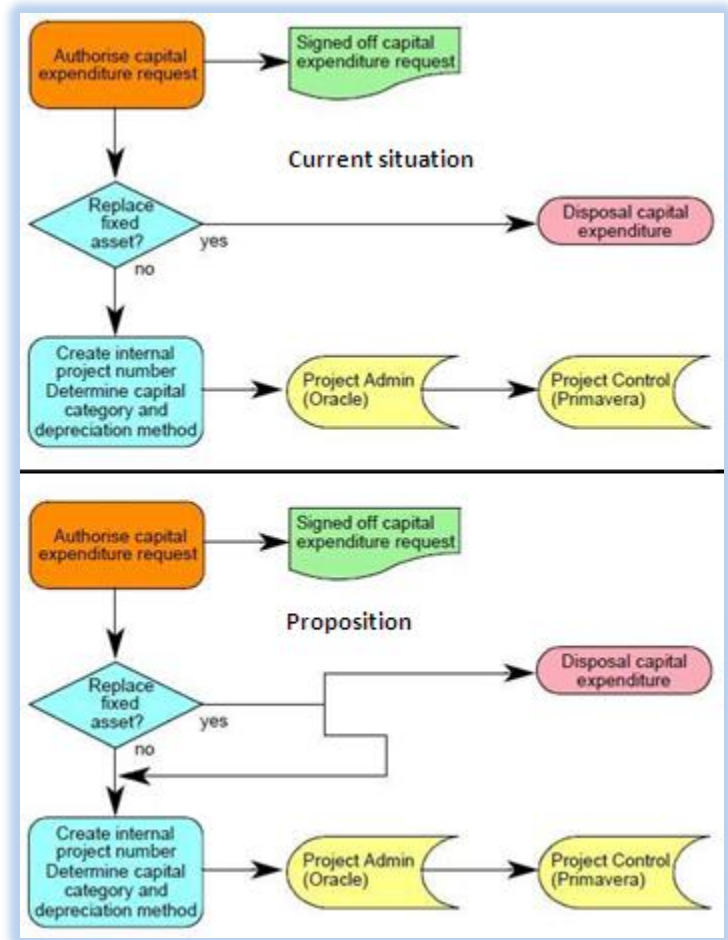 Authorise capital
expenditure request
Signed off capital
expenditure request
Current situation
Replace
fixed
asset?
yes
no
Disposal capital
expenditure
Create internal
project number
Determine capital
category and
depreciation method
Project Admin
(Oracle)
Project Control
(Primavera)
Authorise capital
expenditure request
Signed off capital
expenditure request
Proposition
Replace
fixed
asset?
yes
no
Disposal capital
expenditure
Create internal
project number
Determine capital
category and
depreciation method
Project Admin
(Oracle)
Project Control
(Primavera)